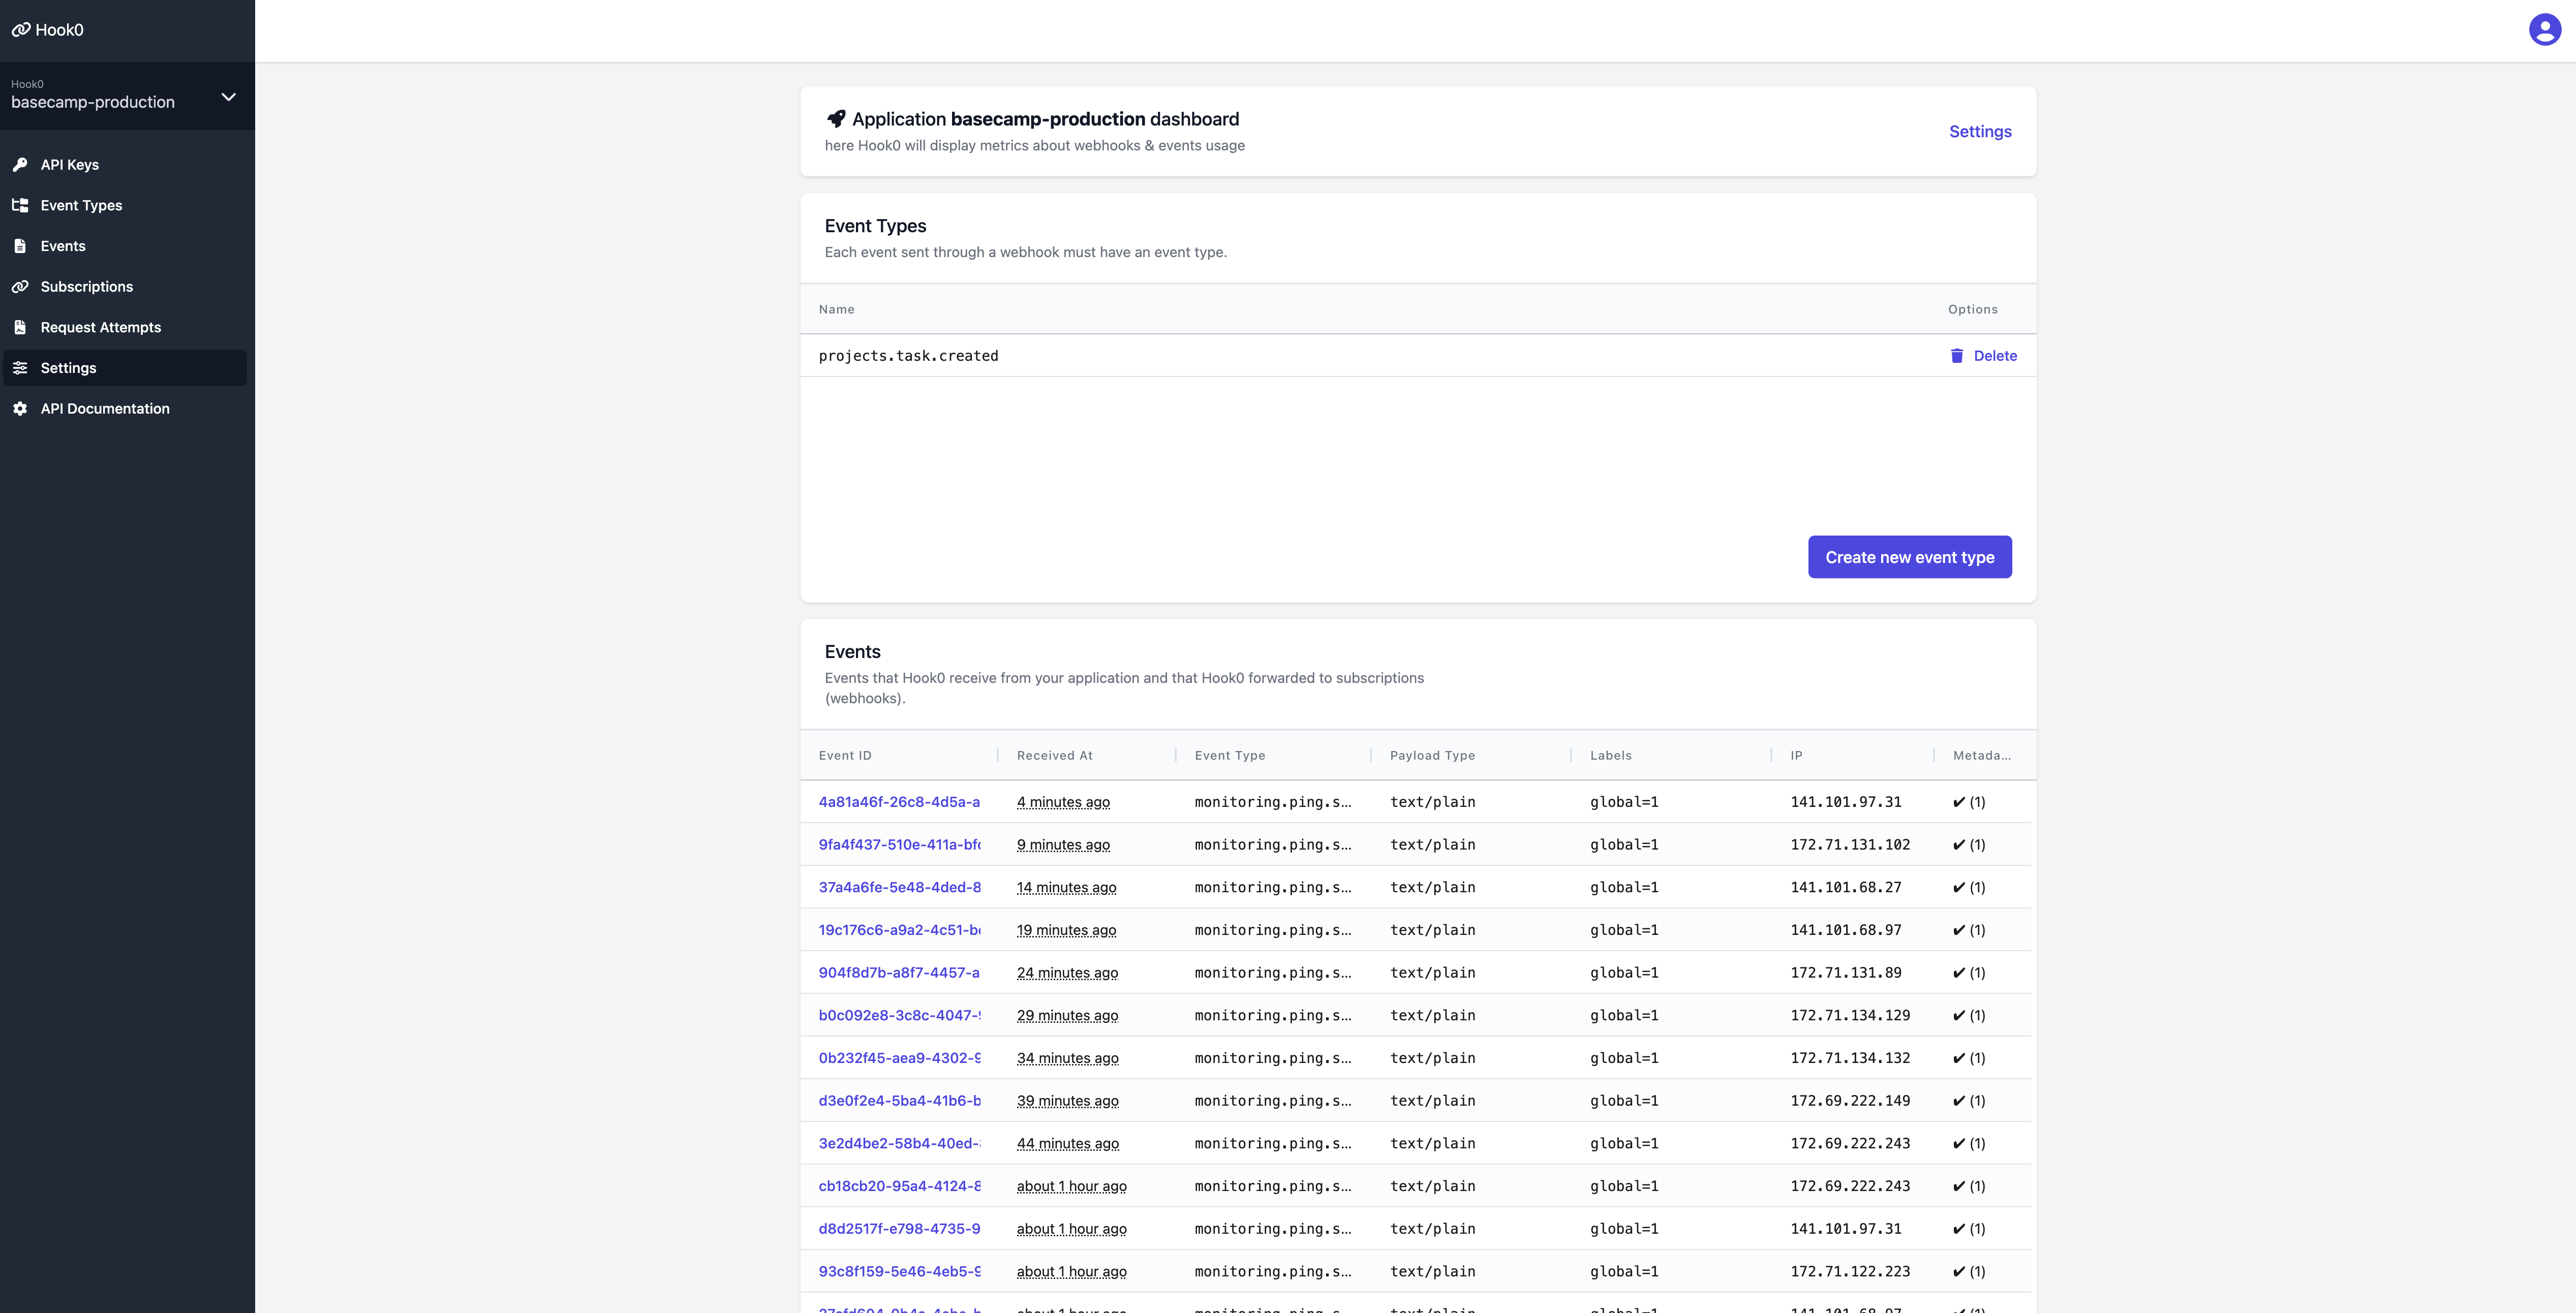 Hook0
Hook0
basecamp-production
API Keys
Event Types
Events
Subscriptions
Request Attempts
Settings
API Documentation
Application basecamp-production dashboard
here Hook0 will display metrics about webhooks & events usage
Settings
Event Types
Each event sent through a webhook must have an event type.
Name Options
projects.task.created Delete
Create new event type
Events
Events that Hook0 receive from your application and that Hook0 forwarded to subscriptions
(webhooks).
Event ID Received At Event Type Payload Type Labels IP Metada...
4a81a46f-26c8-4d5a-a 4 minutes ago monitoring.ping.s... text/plain global=1 141.101.97.31 ✔ (1)
9fa4f437-510e-411a-bf 9 minutes ago monitoring.ping.s... text/plain global=1 172.71.131.102 ✔ (1)
37a4a6fe-5e48-4ded-8 14 minutes ago monitoring.ping.s... text/plain global=1 141.101.68.27 ✔ (1)
19c176c6-a9a2-4c51-b 19 minutes ago monitoring.ping.s... text/plain global=1 141.101.68.97 ✔ (1)
904f8d7b-a8f7-4457-a 24 minutes ago monitoring.ping.s... text/plain global=1 172.71.131.89 ✔ (1)
b0c092e8-3c8c-4047- 29 minutes ago monitoring.ping.s... text/plain global=1 172.71.134.129 ✔ (1)
0b232f45-aea9-4302-9 34 minutes ago monitoring.ping.s... text/plain global=1 172.71.134.132 ✔ (1)
d3e0f2e4-5ba4-41b6-b 39 minutes ago monitoring.ping.s... text/plain global=1 172.69.222.149 ✔ (1)
3e2d4be2-58b4-40ed- 44 minutes ago monitoring.ping.s... text/plain global=1 172.69.222.243 ✔ (1)
cb18cb20-95a4-4124-8 about 1 hour ago monitoring.ping.s... text/plain global=1 172.69.222.243 ✔ (1)
d8d2517f-e798-4735-9 about 1 hour ago monitoring.ping.s... text/plain global=1 141.101.97.31 ✔ (1)
93c8f159-5e46-4eb5-9 about 1 hour ago monitoring.ping.s... text/plain global=1 172.71.122.223 ✔ (1)
about 1 hour ago monitoring.ping.s... text/plain global=1 141.101.68.97 ✔ (1)